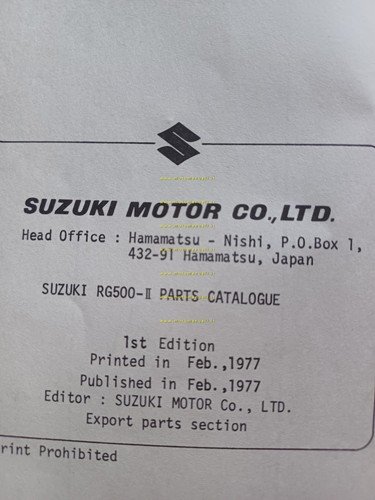 SUZUKI MOTOR CO.,LTD.
Head Office : Hamamatsu - Nishi, P.O.Box 1,
432-91 Hamamatsu, Japan
SUZUKI RG500-Ⅱ PARTS CATALOGUE
1st Edition
Printed in Feb.,1977
Published in Feb.,1977
Editor : SUZUKI MOTOR Co., LTD.
Export parts section
rint Prohibited